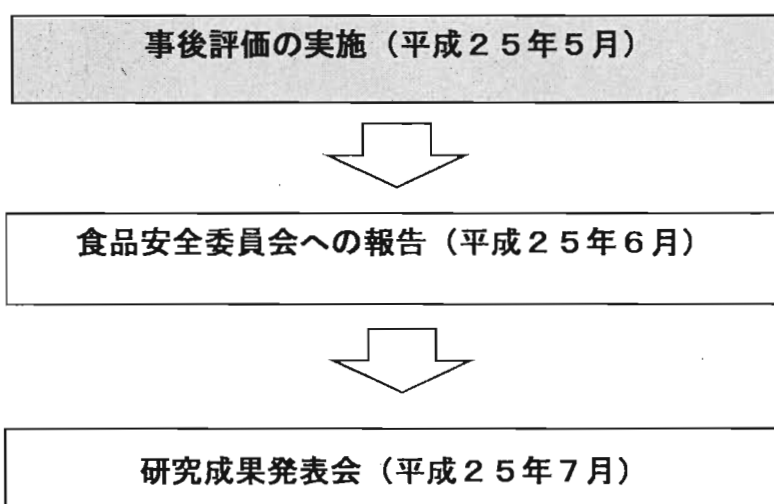 事後評価の実施（平成２５年５月）
食品安全委員会への報告（平成２５年６月）
研究成果発表会（平成２５年７月）